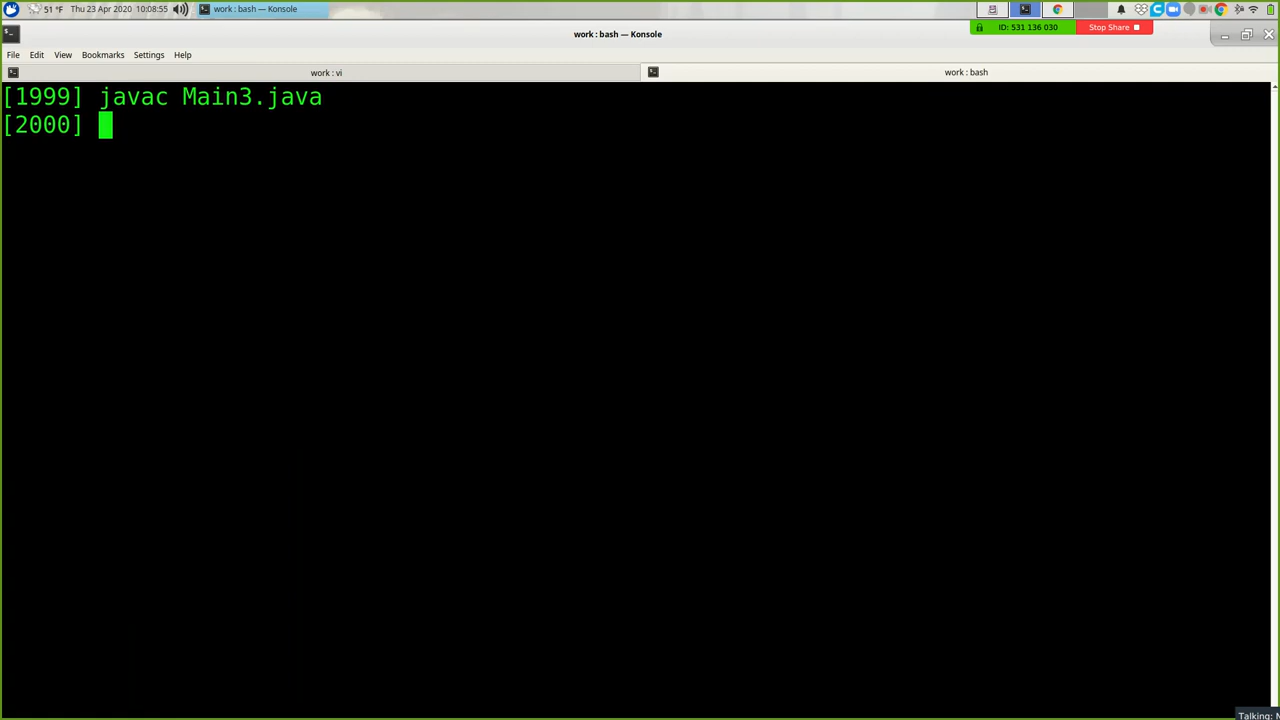 51 °F Thu 23 Apr 2020 10:08:55 work : bash — Konsole
work : bash — Konsole
ID: 531 136 030 Stop Share
File Edit View Bookmarks Settings Help
work : vi work : bash
[1999] javac Main3.java
[2000]
Talking: